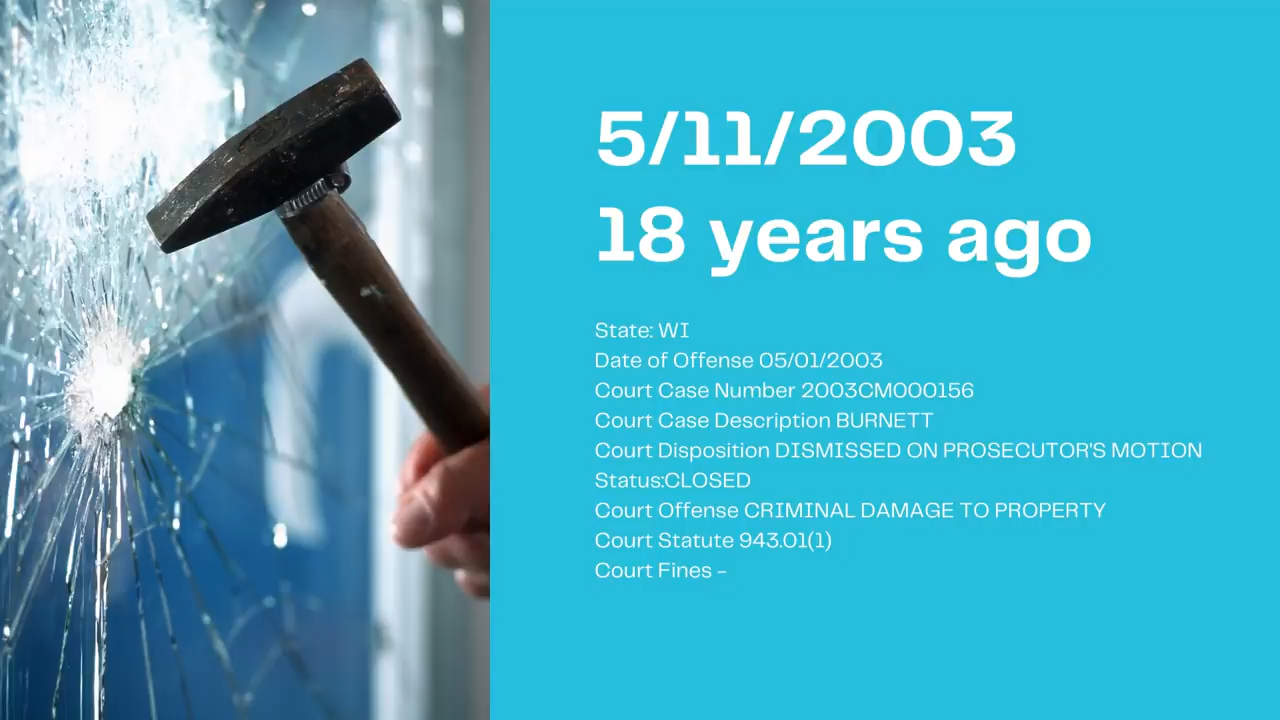 5/11/2003
18 years ago
State: WI
Date of Offense 05/01/2003
Court Case Number 2003CM000156
Court Case Description BURNETT
Court Disposition DISMISSED ON PROSECUTOR'S MOTION
Status:CLOSED
Court Offense CRIMINAL DAMAGE TO PROPERTY
Court Statute 943.01(1)
Court Fines -